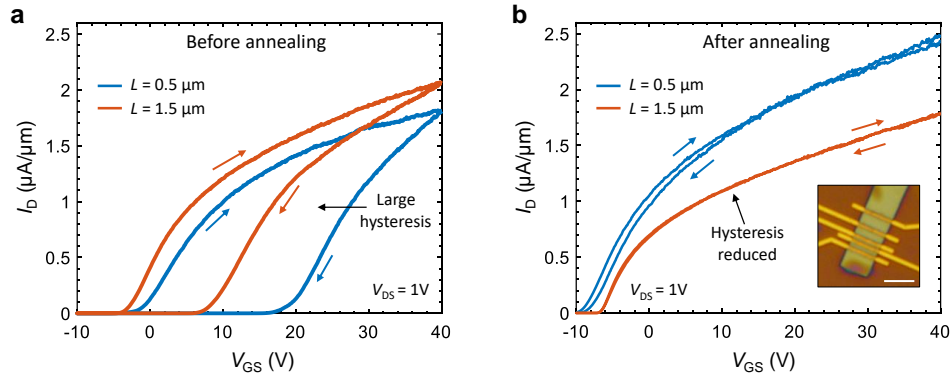 a
Before annealing
L = 0.5 μm
L = 1.5 μm
Large
hysteresis
V_DS = 1V
2.5
2
1.5
1
0.5
0
I_D (μA/μm)
-10 0 10 20 30 40
V_GS (V)
b
After annealing
L = 0.5 μm
L = 1.5 μm
Hysteresis
reduced
V_DS = 1V
2.5
2
1.5
1
0.5
0
I_D (μA/μm)
-10 0 10 20 30 40
V_GS (V)